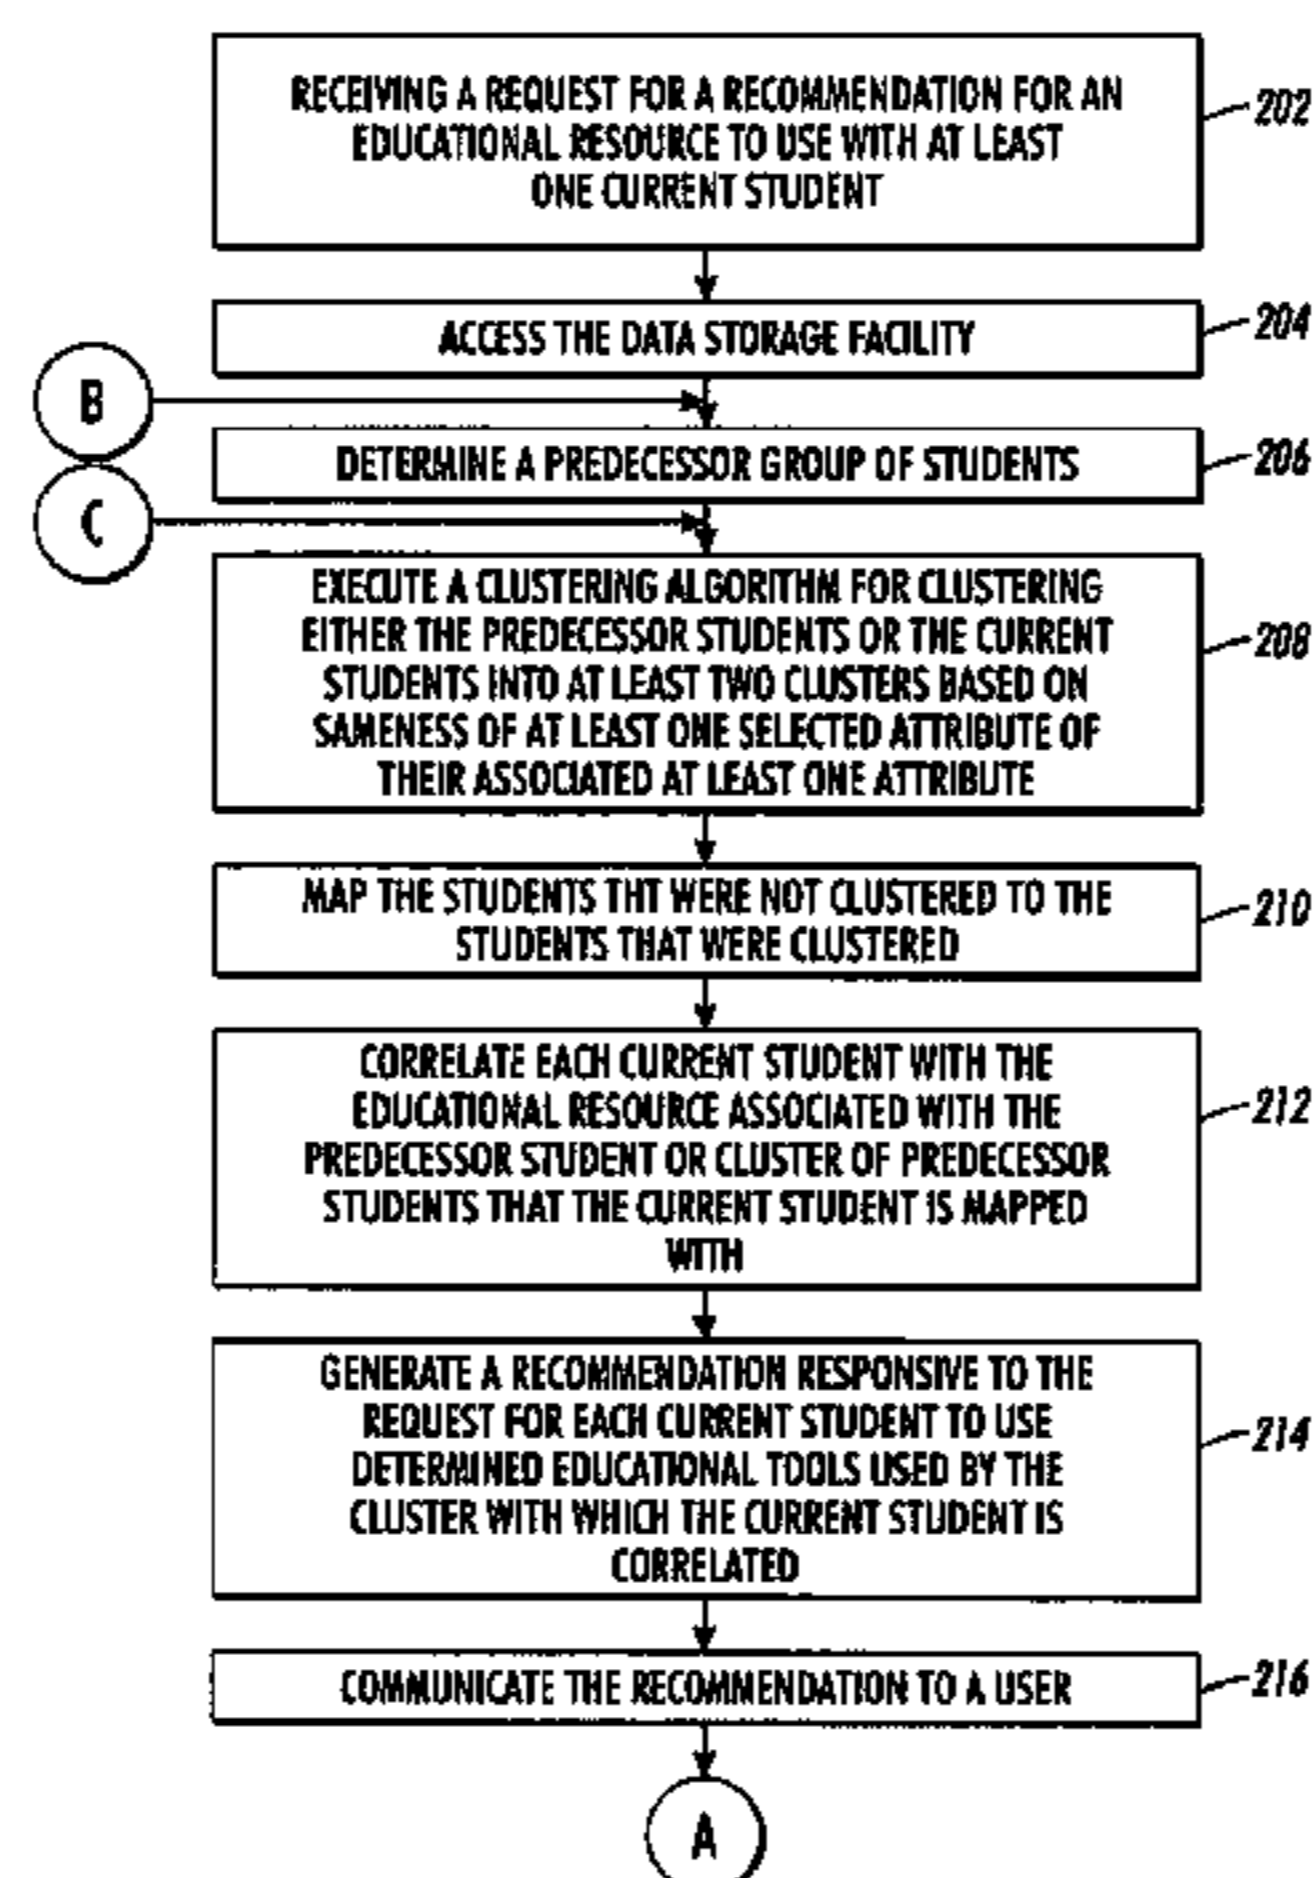 RECEIVING A REQUEST FOR A RECOMMENDATION FOR AN
EDUCATIONAL RESOURCE TO USE WITH AT LEAST
ONE CURRENT STUDENT
202
ACCESS THE DATA STORAGE FACILITY
204
B
DETERMINE A PREDECESSOR GROUP OF STUDENTS
206
C
EXECUTE A CLUSTERING ALGORITHM FOR CLUSTERING
EITHER THE PREDECESSOR STUDENTS OR THE CURRENT
STUDENTS INTO AT LEAST TWO CLUSTERS BASED ON
SAMENESS OF AT LEAST ONE SELECTED ATTRIBUTE OF
THEIR ASSOCIATED AT LEAST ONE ATTRIBUTE
208
MAP THE STUDENTS THT WERE NOT CLUSTERED TO THE
STUDENTS THAT WERE CLUSTERED
210
CORRELATE EACH CURRENT STUDENT WITH THE
EDUCATIONAL RESOURCE ASSOCIATED WITH THE
PREDECESSOR STUDENT OR CLUSTER OF PREDECESSOR
STUDENTS THAT THE CURRENT STUDENT IS MAPPED
WITH
212
GENERATE A RECOMMENDATION RESPONSIVE TO THE
REQUEST FOR EACH CURRENT STUDENT TO USE
DETERMINED EDUCATIONAL TOOLS USED BY THE
CLUSTER WITH WHICH THE CURRENT STUDENT IS
CORRELATED
214
COMMUNICATE THE RECOMMENDATION TO A USER
216
A